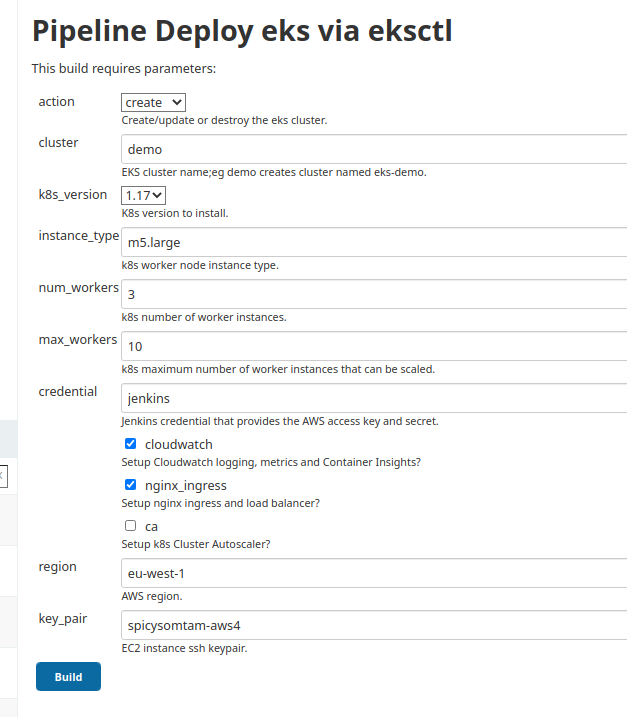 Pipeline Deploy eks via eksctl
This build requires parameters:
action
create
Create/update or destroy the eks cluster.
cluster
demo
EKS cluster name;eg demo creates cluster named eks-demo.
k8s_version
1.17
K8s version to install.
instance_type
m5.large
k8s worker node instance type.
num_workers
3
k8s number of worker instances.
max_workers
10
k8s maximum number of worker instances that can be scaled.
credential
jenkins
Jenkins credential that provides the AWS access key and secret.
cloudwatch
Setup Cloudwatch logging, metrics and Container Insights?
nginx_ingress
Setup nginx ingress and load balancer?
ca
Setup k8s Cluster Autoscaler?
region
eu-west-1
AWS region.
key_pair
spicysomtam-aws4
EC2 instance ssh keypair.
Build